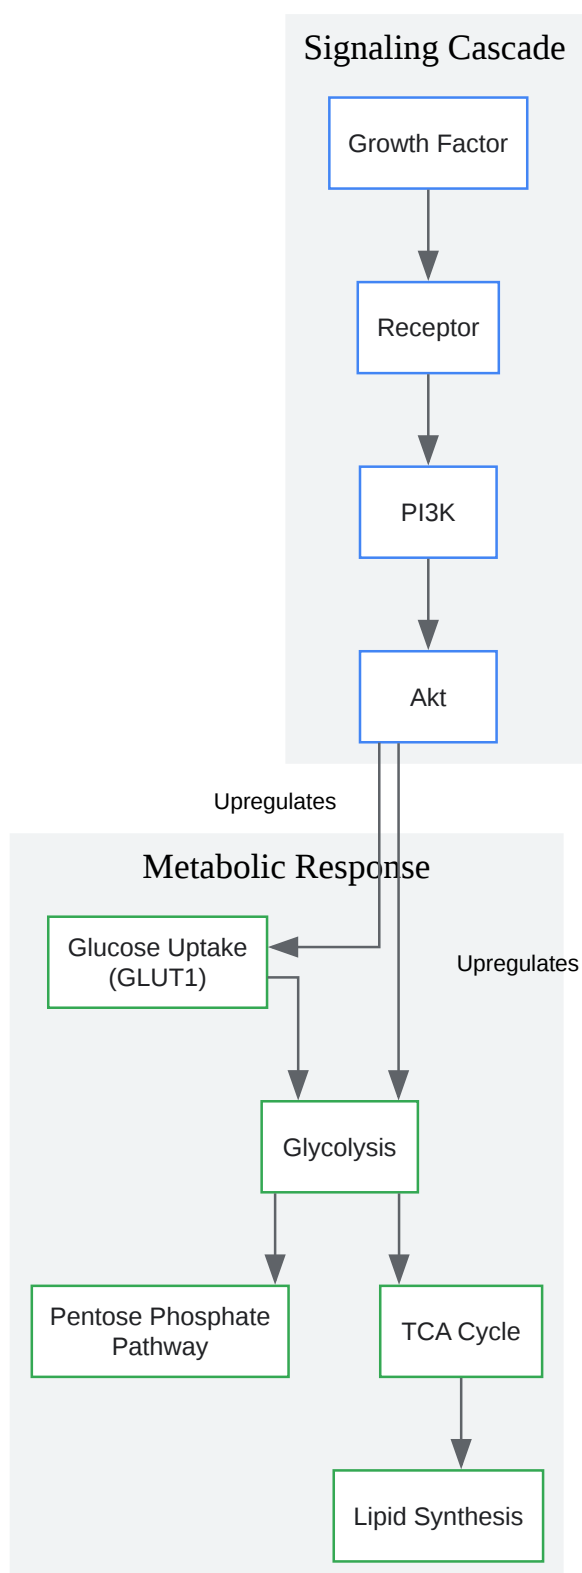 Signaling Cascade
Growth Factor
Receptor
PI3K
Akt
Upregulates
Metabolic Response
Glucose Uptake
(GLUT1)
Upregulates
Glycolysis
Pentose Phosphate
Pathway
TCA Cycle
Lipid Synthesis